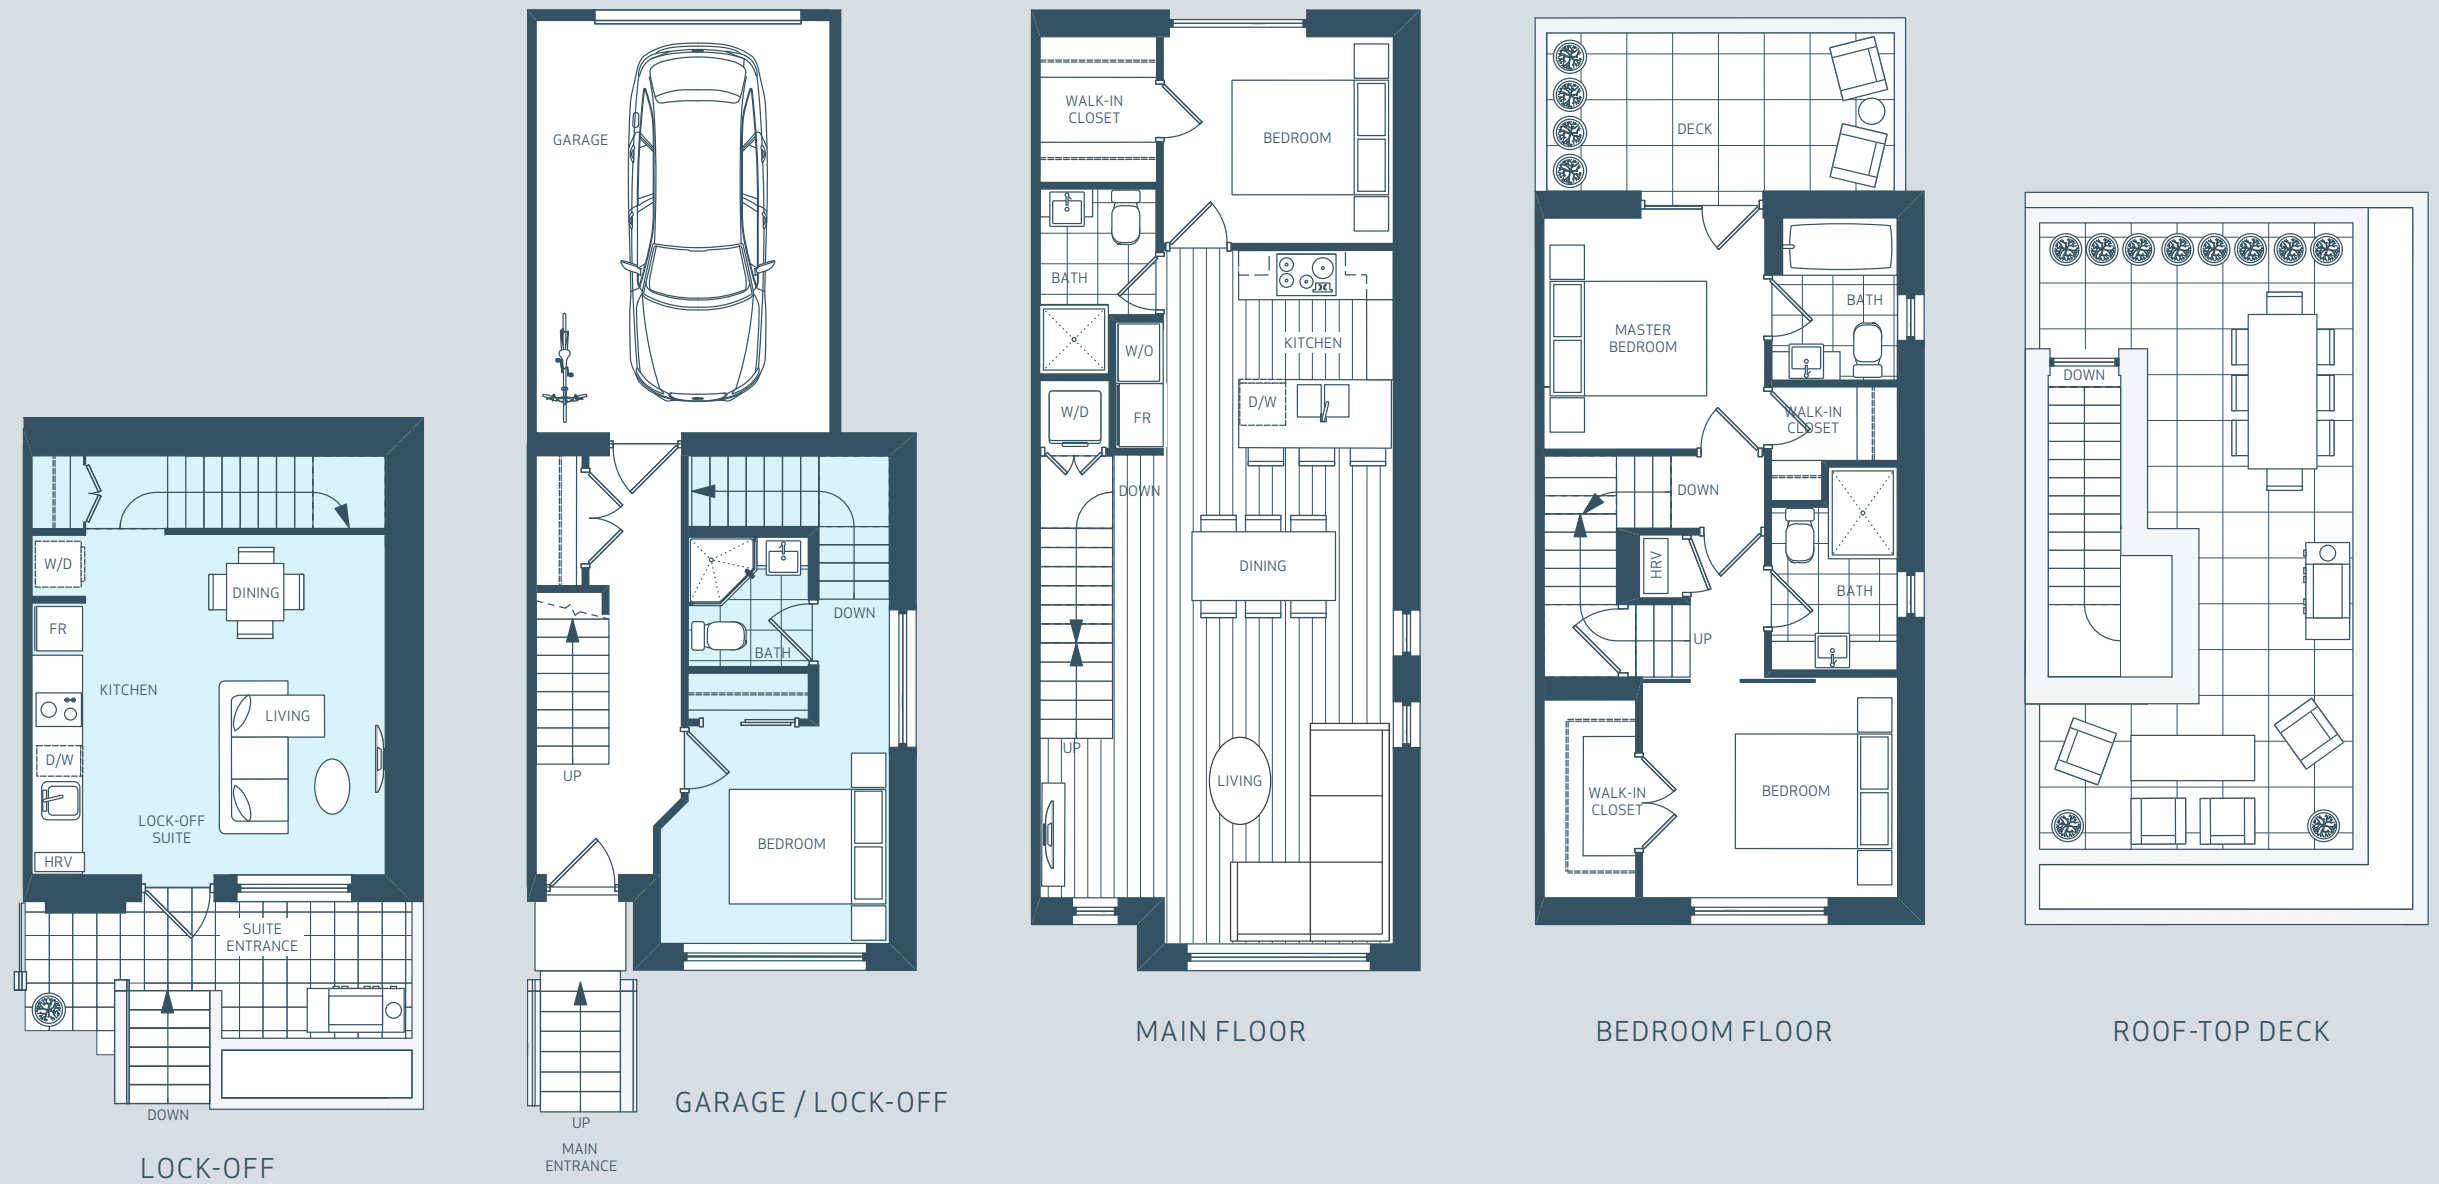 W/D
DINING
FR
KITCHEN
LIVING
D/W
LOCK-OFF
SUITE
HRV
SUITE
ENTRANCE
DOWN
LOCK-OFF
GARAGE
DOWN
BATH
UP
BEDROOM
UP
MAIN
ENTRANCE
GARAGE / LOCK-OFF
WALK-IN
CLOSET
BEDROOM
BATH
W/O
KITCHEN
W/D
FR
D/W
DOWN
DINING
UP
LIVING
MAIN FLOOR
DECK
BATH
MASTER
BEDROOM
WALK-IN
CLOSET
DOWN
HRV
BATH
UP
WALK-IN
CLOSET
BEDROOM
BEDROOM FLOOR
DOWN
ROOF-TOP DECK